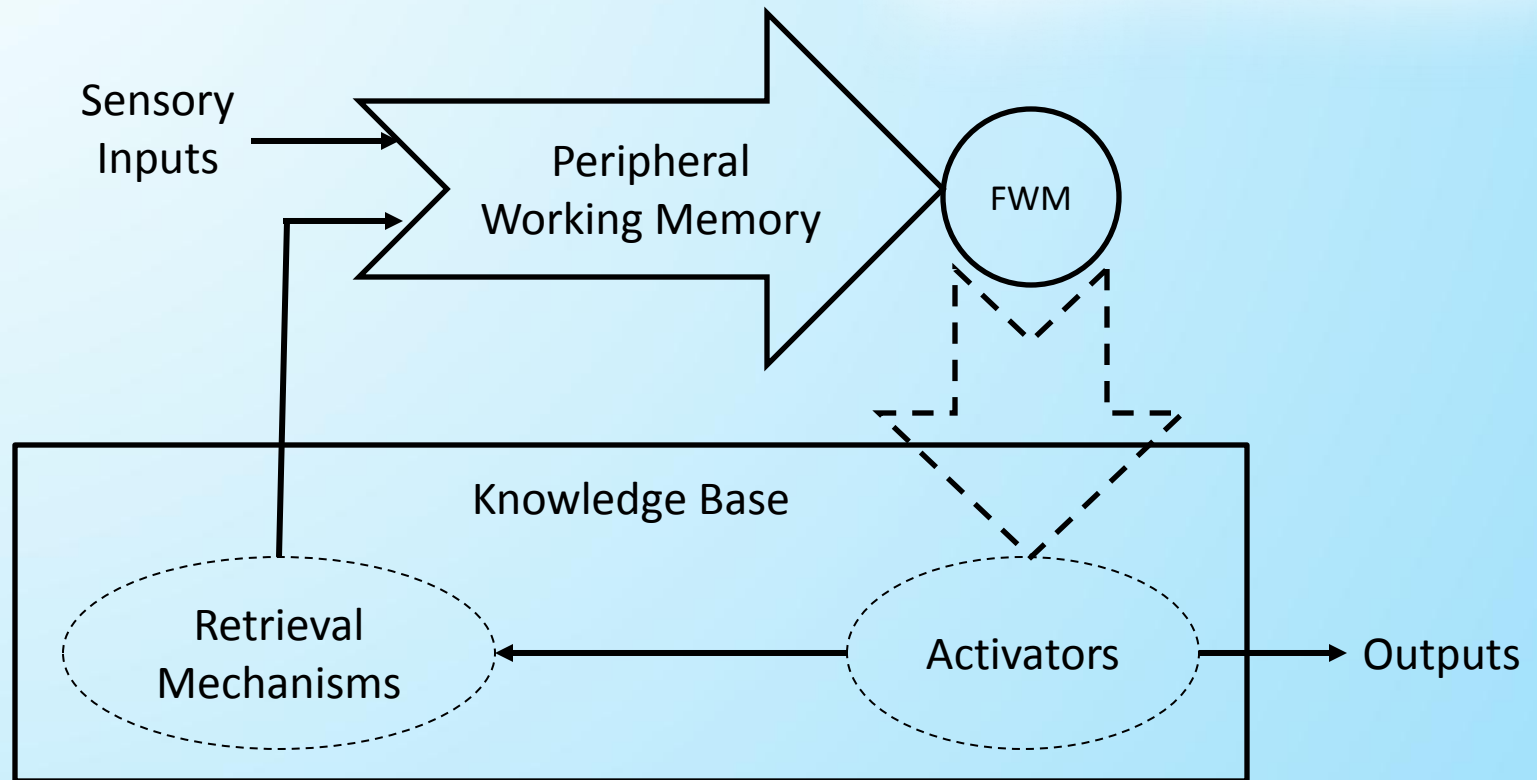 Sensory
Inputs
Peripheral
Working Memory
FWM
Knowledge Base
Retrieval
Mechanisms
Activators
Outputs